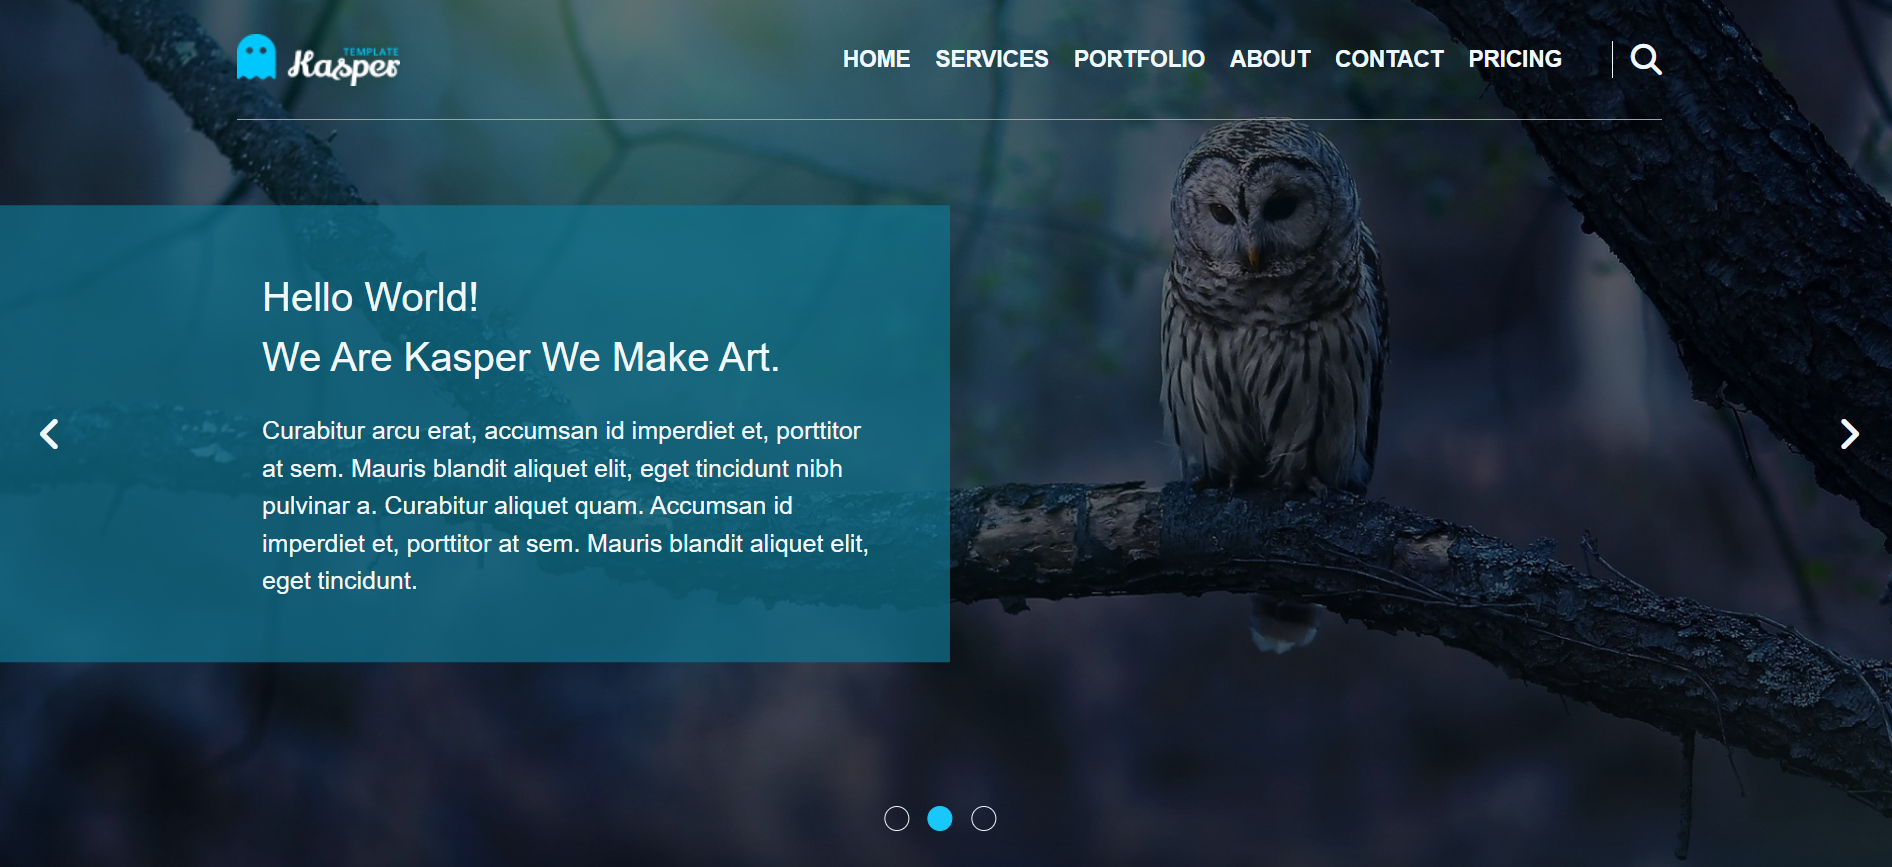 TEMPLATE
Kasper
HOME SERVICES PORTFOLIO ABOUT CONTACT PRICING
Hello World!
We Are Kasper We Make Art.
Curabitur arcu erat, accumsan id imperdiet et, porttitor
at sem. Mauris blandit aliquet elit, eget tincidunt nibh
pulvinar a. Curabitur aliquet quam. Accumsan id
imperdiet et, porttitor at sem. Mauris blandit aliquet elit,
eget tincidunt.